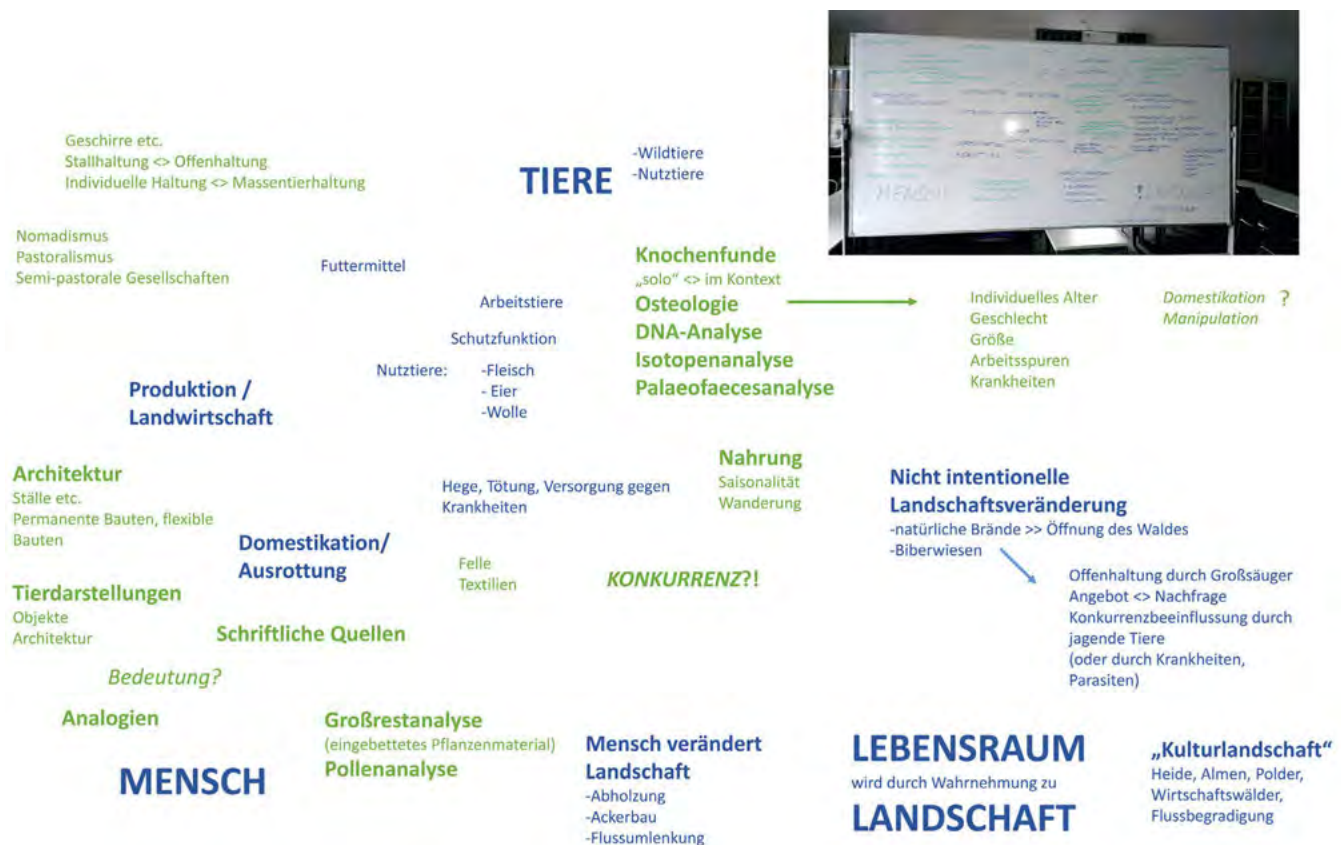 Geschirre etc.
Stallhaltung <> Offenhaltung
Individuelle Haltung <> Massentierhaltung
TIERE
-Wildtiere
-Nutztiere
Nomadismus
Pastoralismus
Semi-pastorale Gesellschaften
Futtermittel
Arbeitstiere
Schutzfunktion
Nutztiere:
-Fleisch
- Eier
-Wolle
Knochenfunde
„solo“ <> im Kontext
Osteologie
DNA-Analyse
Isotopenanalyse
Palaeofaecesanalyse
Individuelles Alter
Geschlecht
Größe
Arbeitsspuren
Krankheiten
Domestikation ?
Manipulation
Produktion /
Landwirtschaft
Architektur
Ställe etc.
Permanente Bauten, flexible
Bauten
Hege, Tötung, Versorgung gegen
Krankheiten
Nahrung
Saisonalität
Wanderung
Nicht intentionelle
Landschaftsveränderung
-natürliche Brände >> Öffnung des Waldes
-Biberwiesen
Domestikation/
Ausrottung
Felle
Textilien
KONKURRENZ?!
Offenhaltung durch Großsäuger
Angebot <> Nachfrage
Konkurrenzbeeinflussung durch
jagende Tiere
(oder durch Krankheiten,
Parasiten)
Tierdarstellungen
Objekte
Architektur
Schriftliche Quellen
Bedeutung?
Analogien
MENSCH
Großrestanalyse
(eingebettetes Pflanzenmaterial)
Pollenanalyse
Mensch verändert
Landschaft
-Abholzung
-Ackerbau
-Flussumlenkung
LEBENSRAUM
wird durch Wahrnehmung zu
LANDSCHAFT
„Kulturlandschaft“
Heide, Almen, Polder,
Wirtschaftswälder,
Flussbegradigung